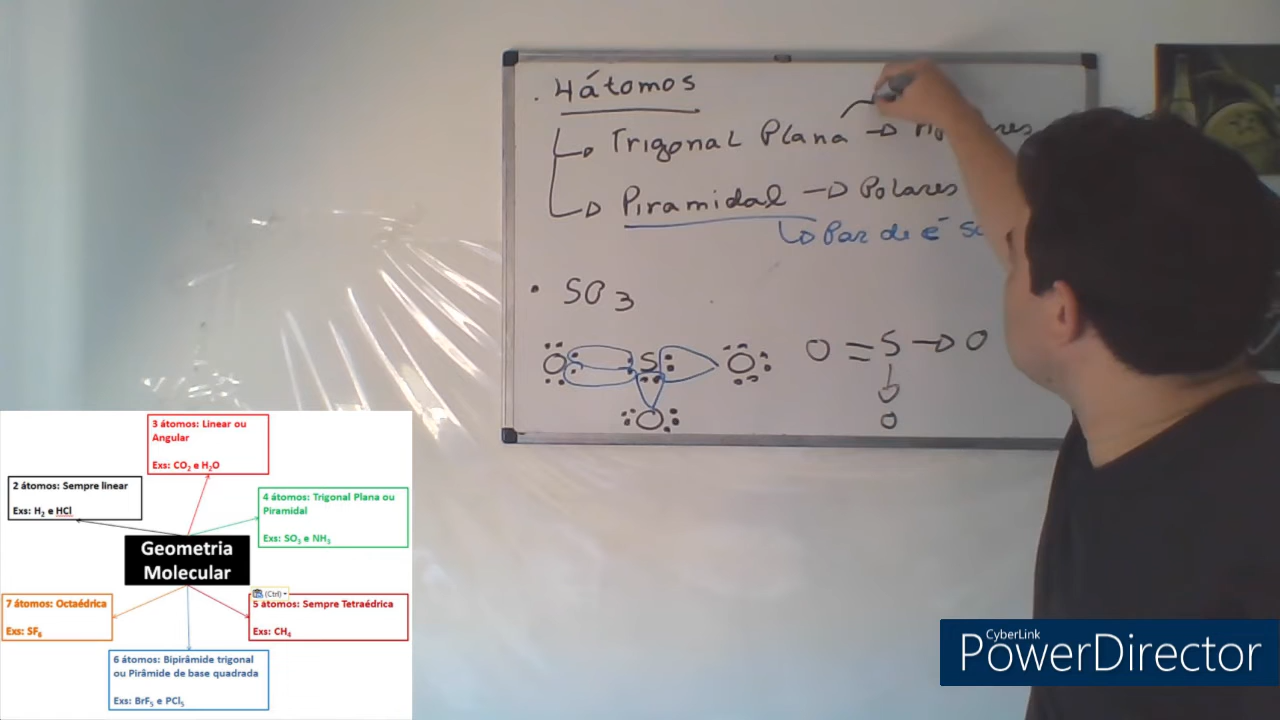 . 4 átomos
Trigonal Plana →
Piramidal → Polares
Par de é
• SO3
O S O
O
O = S → O
O
3 átomos: Linear ou
Angular
Exs: CO2 e H2O
2 átomos: Sempre linear
Exs: H2 e HCl
4 átomos: Trigonal Plana ou
Piramidal
Exs: SO3 e NH3
Geometria
Molecular
(Ctrl)
7 átomos: Octaédrica
Exs: SF6
5 átomos: Sempre Tetraédrica
Exs: CH4
6 átomos: Bipirâmide trigonal
ou Pirâmide de base quadrada
Exs: BrF5 e PCl5
CyberLink
PowerDirector